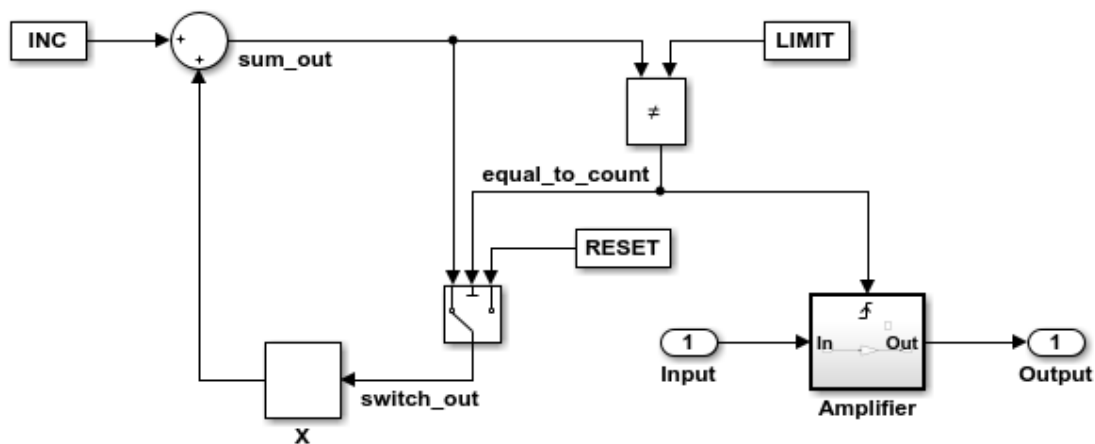 INC
+
+
sum_out
LIMIT
≠
equal_to_count
RESET
X
switch_out
1
Input
In
Out
Amplifier
1
Output